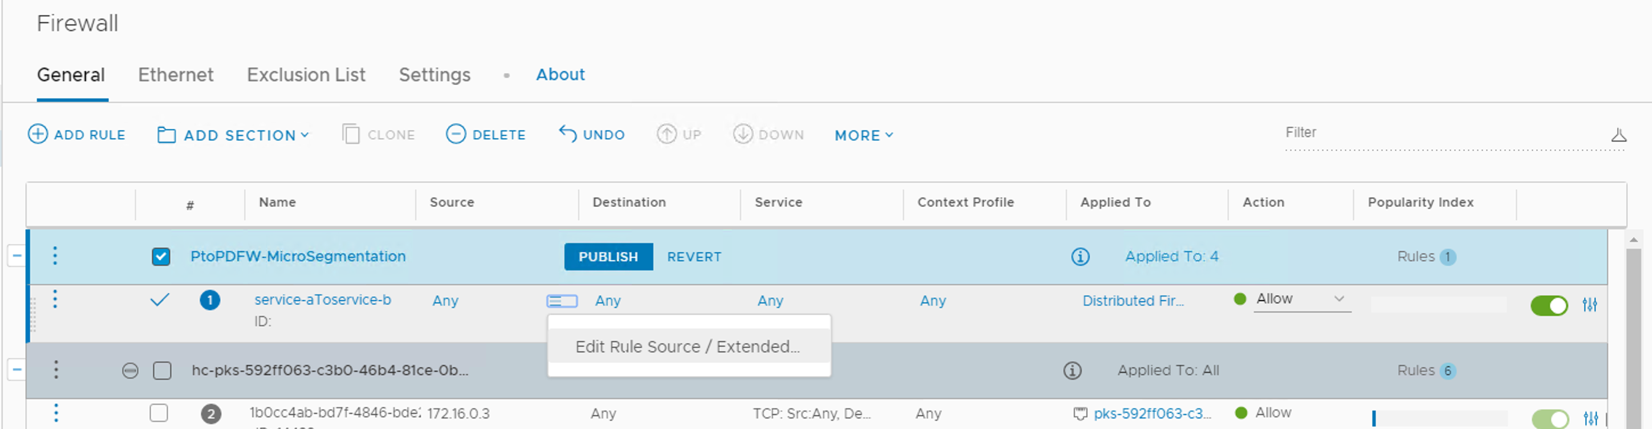 Firewall
General Ethernet Exclusion List Settings • About
ADD RULE ADD SECTION CLONE DELETE UNDO UP DOWN MORE Filter
# Name Source Destination Service Context Profile Applied To Action Popularity Index
PtoPDFW-MicroSegmentation PUBLISH REVERT Applied To: 4 Rules 1
1 service-aToservice-b Any Any Any Any Distributed Fir... Allow
ID:
Edit Rule Source / Extended...
hc-pks-592ff063-c3b0-46b4-81ce-0b... Applied To: All Rules 6
2 1b0cc4ab-bd7f-4846-bde 172.16.0.3 Any TCP: Src:Any, De... Any pks-592ff063-c3... Allow